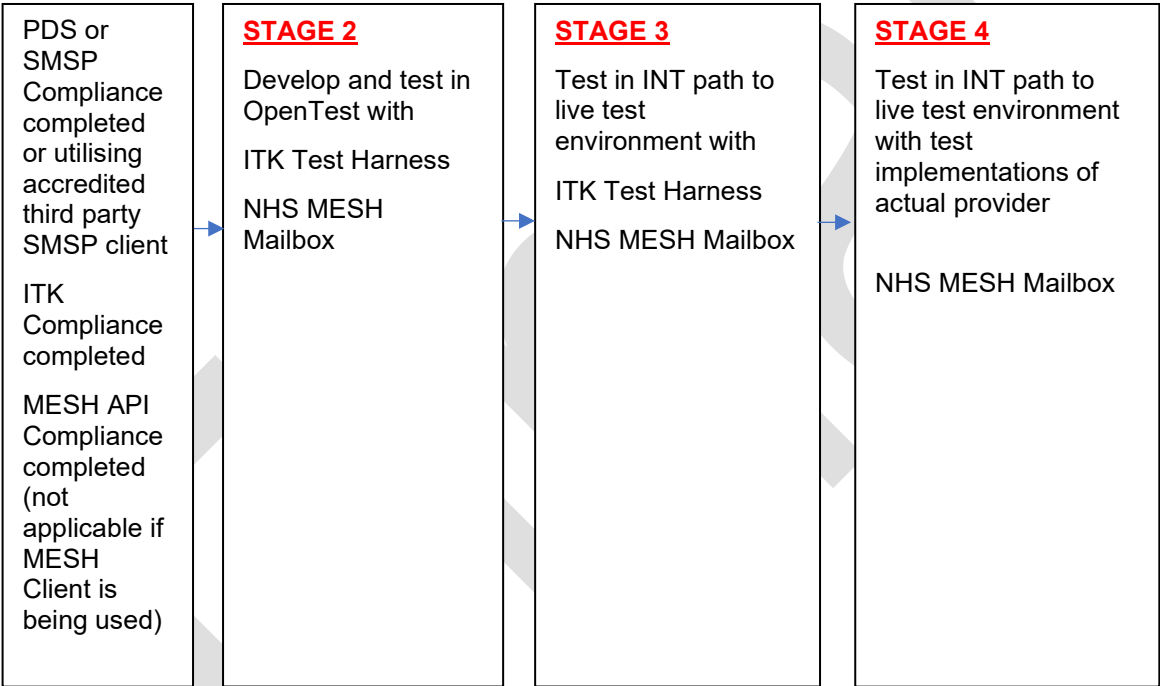 PDS or
SMSP
Compliance
completed
or utilising
accredited
third party
SMSP client
ITK
Compliance
completed
MESH API
Compliance
completed
(not
applicable if
MESH
Client is
being used)
STAGE 2
Develop and test in
OpenTest with
ITK Test Harness
NHS MESH
Mailbox
STAGE 3
Test in INT path to
live test
environment with
ITK Test Harness
NHS MESH Mailbox
STAGE 4
Test in INT path to
live test environment
with test
implementations of
actual provider
NHS MESH Mailbox